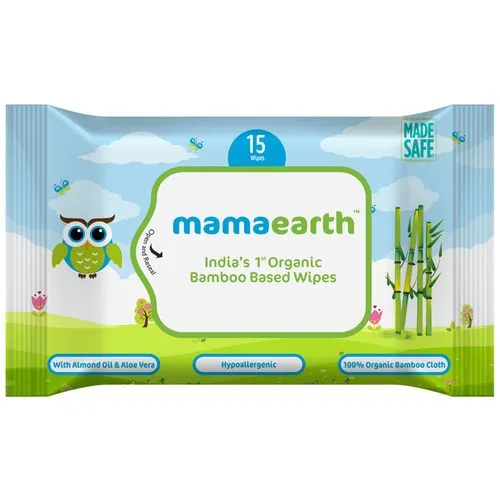 15
Wipes
MADE
SAFE
mamaearth™
India's 1st Organic
Bamboo Based Wipes
Open and Reseal
With Almond Oil & Aloe Vera
Hypoallergenic
100% Organic Bamboo Cloth